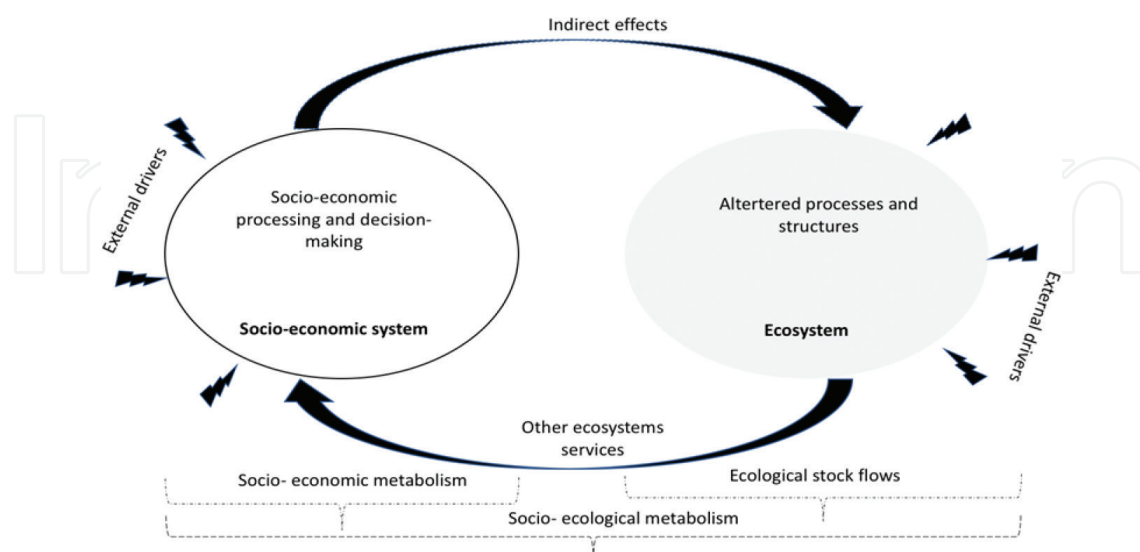 Indirect effects
External drivers
Socio-economic
processing and decision-
making
Socio-economic system
Altertered processes and
structures
Ecosystem
External drivers
Other ecosystems
services
Socio- economic metabolism
Ecological stock flows
Socio- ecological metabolism